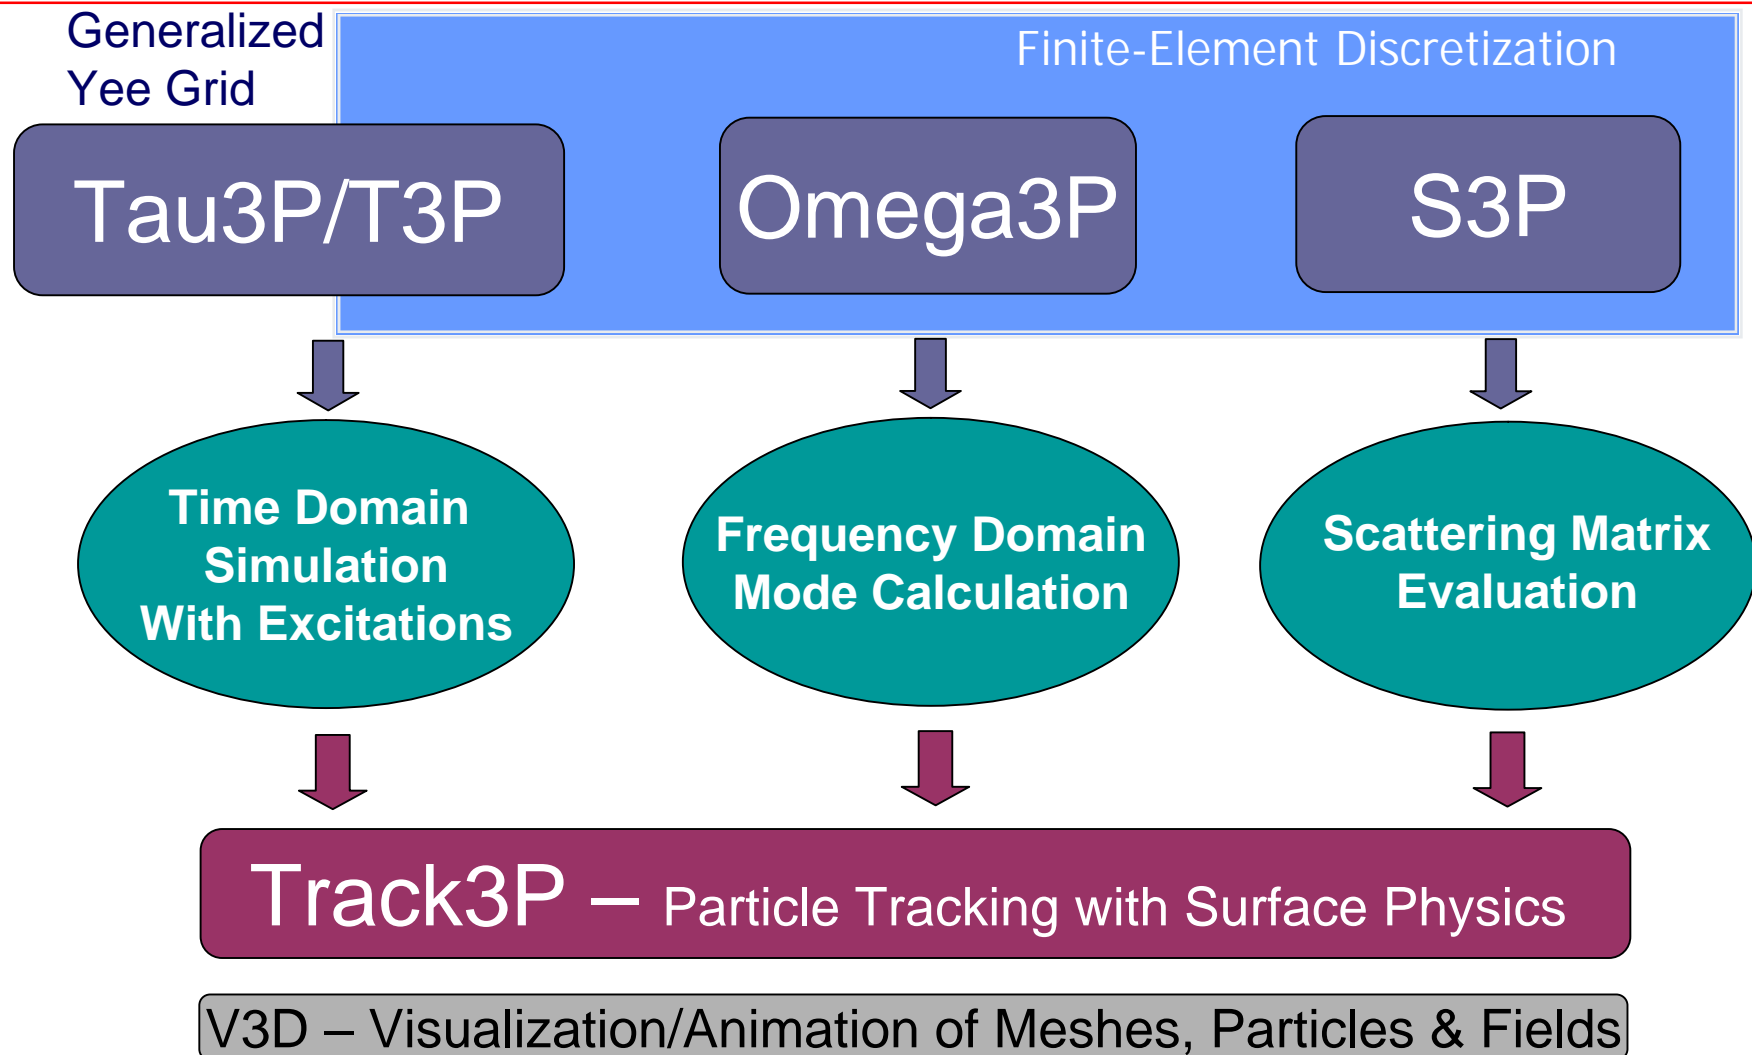 Generalized
Yee Grid
Finite-Element Discretization
Tau3P/T3P
Omega3P
S3P
Time Domain
Simulation
With Excitations
Frequency Domain
Mode Calculation
Scattering Matrix
Evaluation
Track3P – Particle Tracking with Surface Physics
V3D – Visualization/Animation of Meshes, Particles & Fields